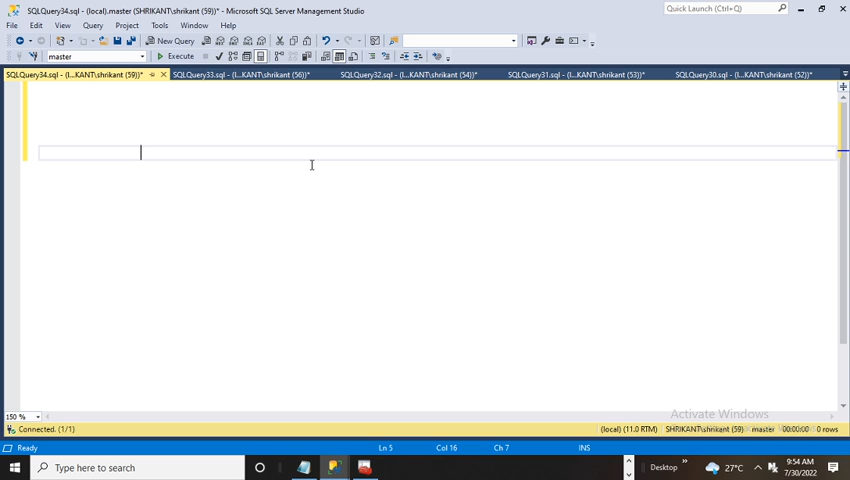 SQLQuery34.sql - (local).master (SHRIKANT\shrikant (59))* - Microsoft SQL Server Management Studio
Quick Launch (Ctrl+Q)
File Edit View Query Project Tools Window Help
New Query
master Execute
SQLQuery34.sql - (l...KANT\shrikant (59))* SQLQuery33.sql - (l...KANT\shrikant (56))* SQLQuery32.sql - (l...KANT\shrikant (54))* SQLQuery31.sql - (l...KANT\shrikant (53))* SQLQuery30.sql - (l...KANT\shrikant (52))*
Activate Windows
150 %
Connected. (1/1) (local) (11.0 RTM) SHRIKANT\shrikant (59) master 00:00:00 0 rows
Ready Ln 5 Col 16 Ch 7 INS
Type here to search Desktop 27°C 9:54 AM
7/30/2022